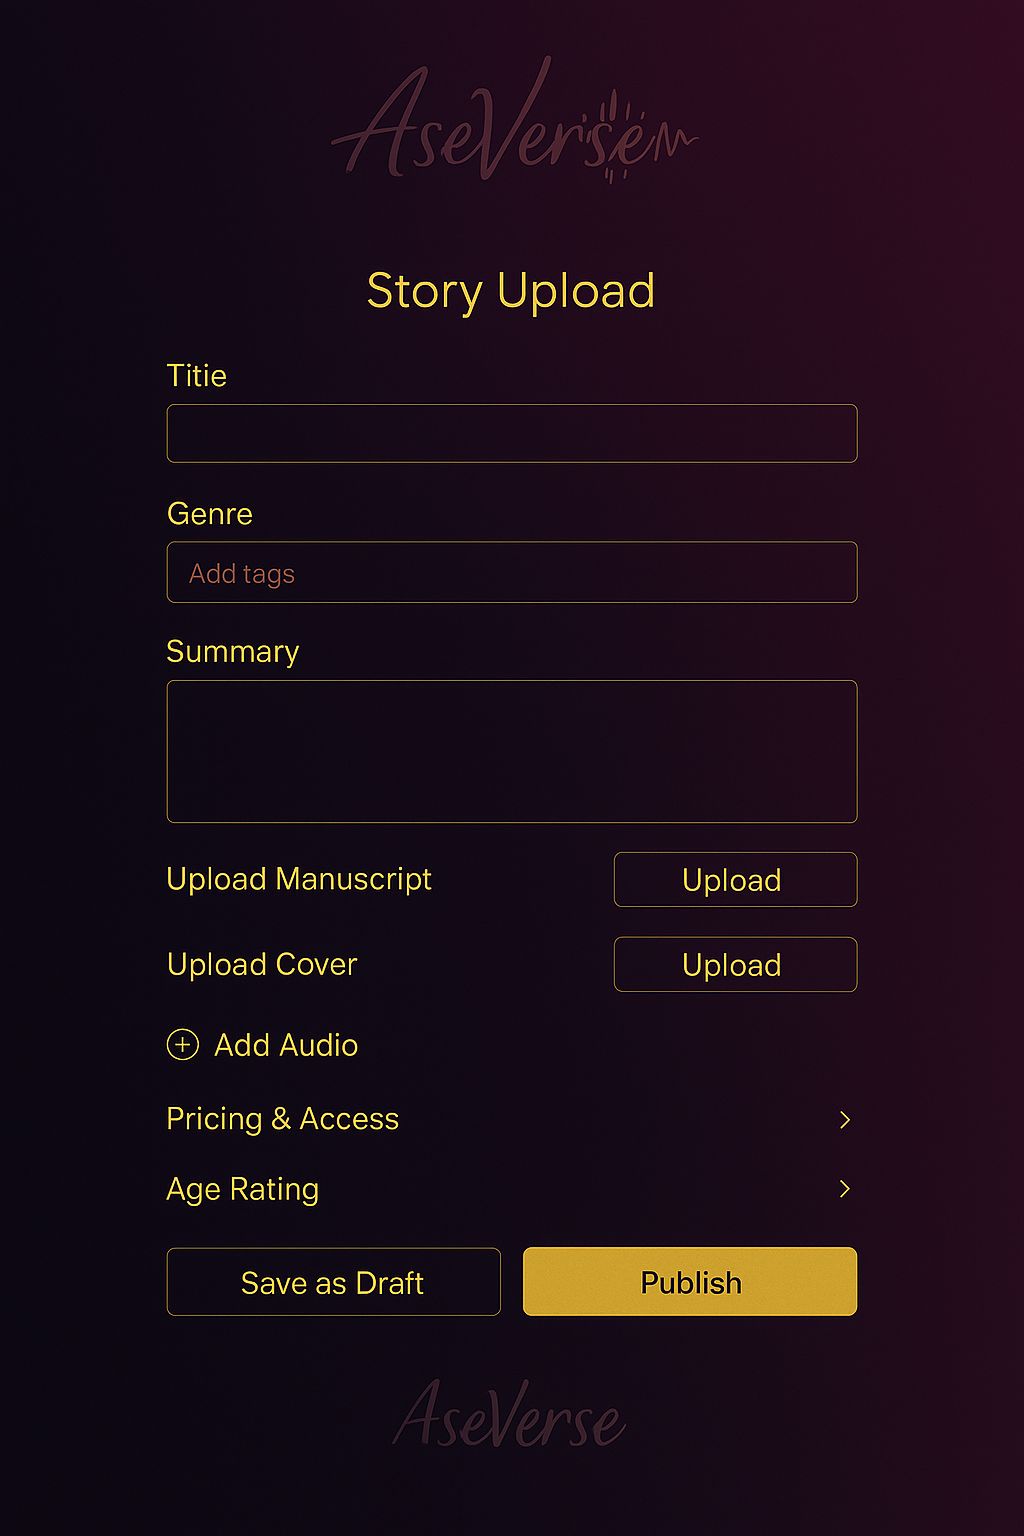 AseVerse
Story Upload
Titie
Genre
Add tags
Summary
Upload Manuscript Upload
Upload Cover Upload
Add Audio
Pricing & Access
Age Rating
Save as Draft Publish
AseVerse